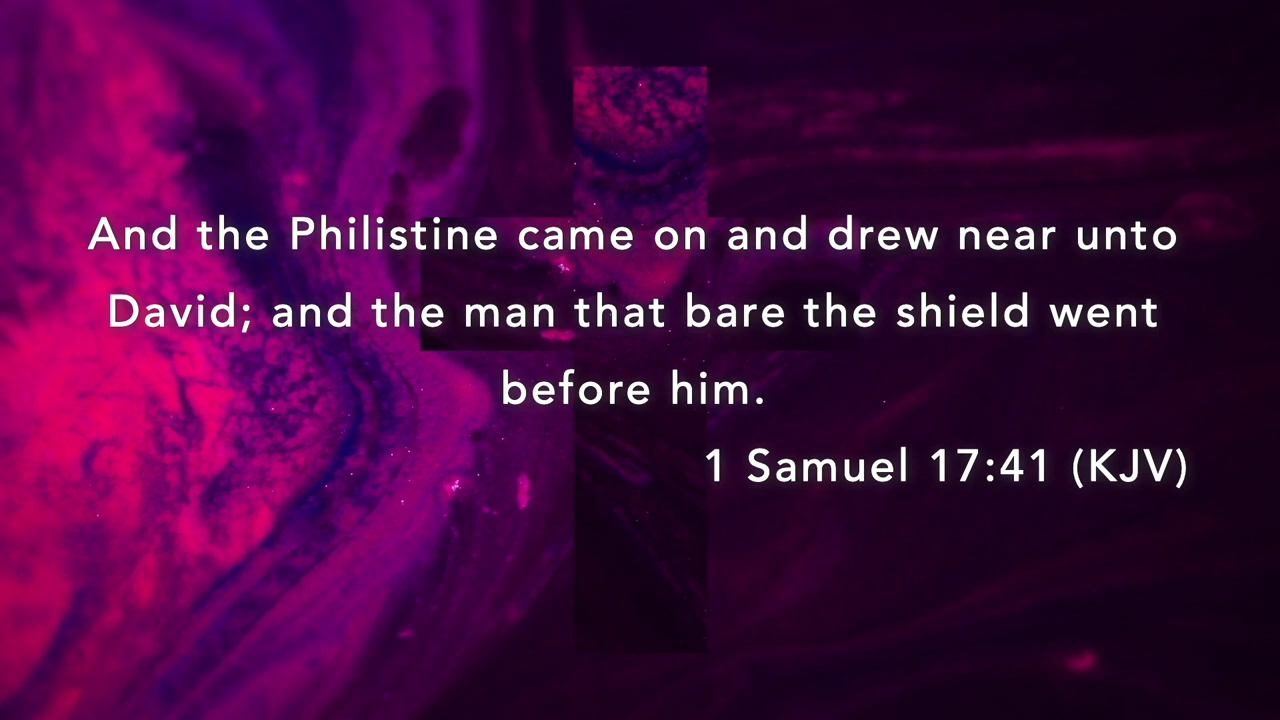 And the Philistine came on and drew near unto
David; and the man that bare the shield went
before him.
1 Samuel 17:41 (KJV)